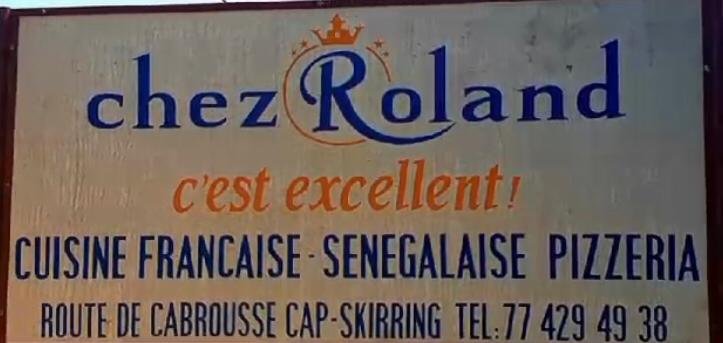 chez Roland
c'est excellent!
CUISINE FRANCAISE - SENEGALAISE PIZZERIA
ROUTE DE CABROUSSE CAP-SKIRRING TEL: 77 429 49 38